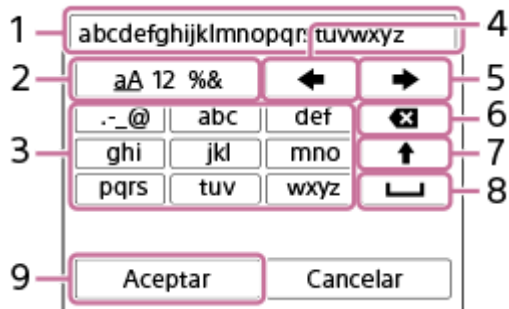 1 abcdefghijklmnopqrstuvwxyz 4
2 aA 12 %& 5
.-_@ abc def 6
3 ghi jkl mno 7
pqrs tuv wxyz 8
9 Aceptar Cancelar